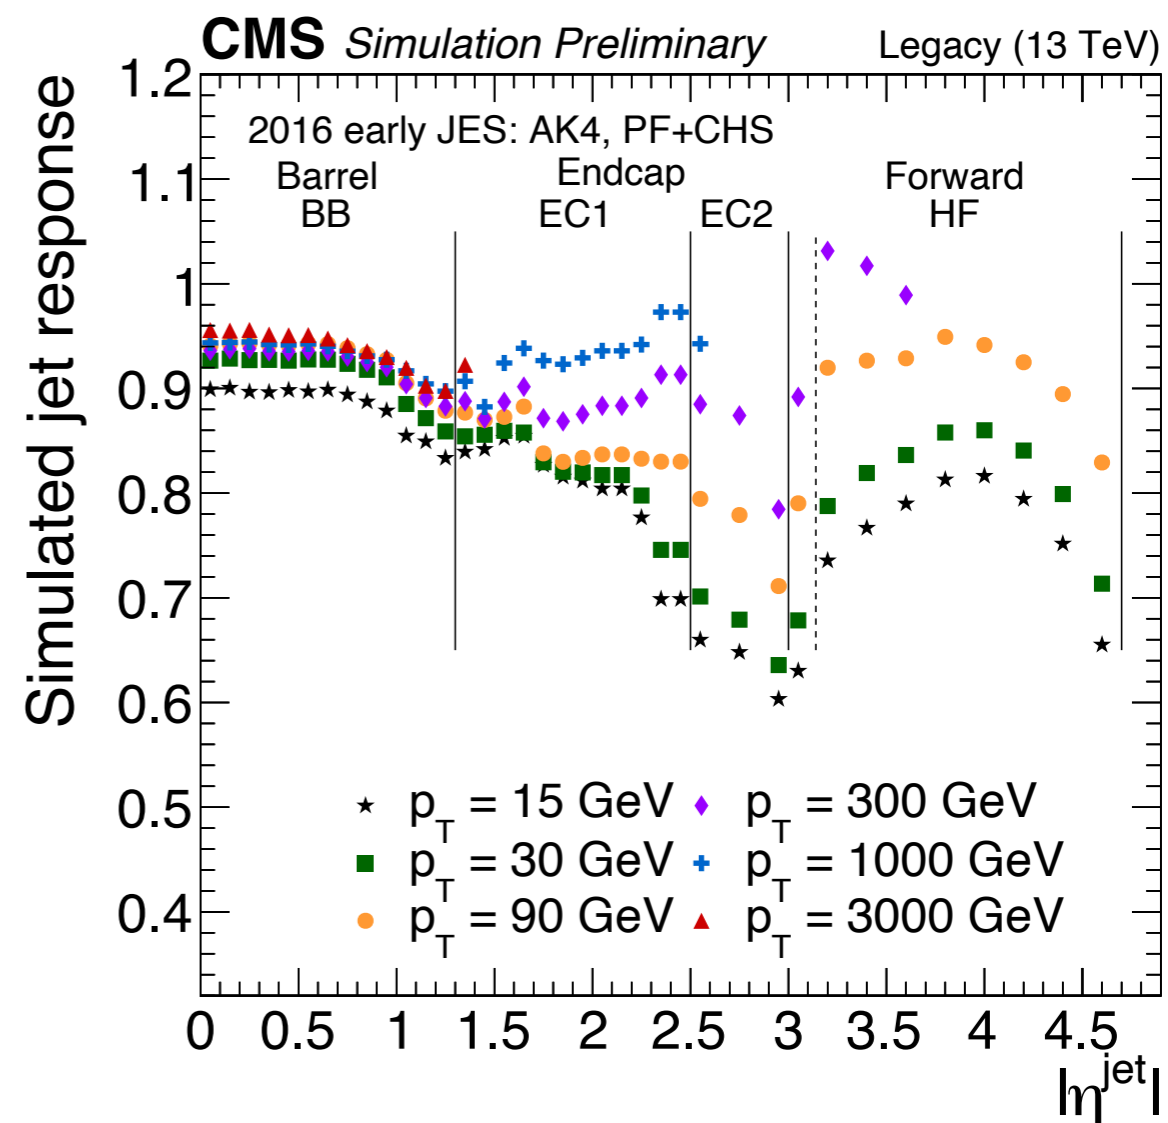 CMS Simulation Preliminary Legacy (13 TeV)
2016 early JES: AK4, PF+CHS
Barrel Endcap Forward
BB EC1 EC2 HF
Simulated jet response
1.2
1.1
1
0.9
0.8
0.7
0.6
0.5
0.4
p_T = 15 GeV p_T = 300 GeV
p_T = 30 GeV p_T = 1000 GeV
p_T = 90 GeV p_T = 3000 GeV
0 0.5 1 1.5 2 2.5 3 3.5 4 4.5
|η^jet|